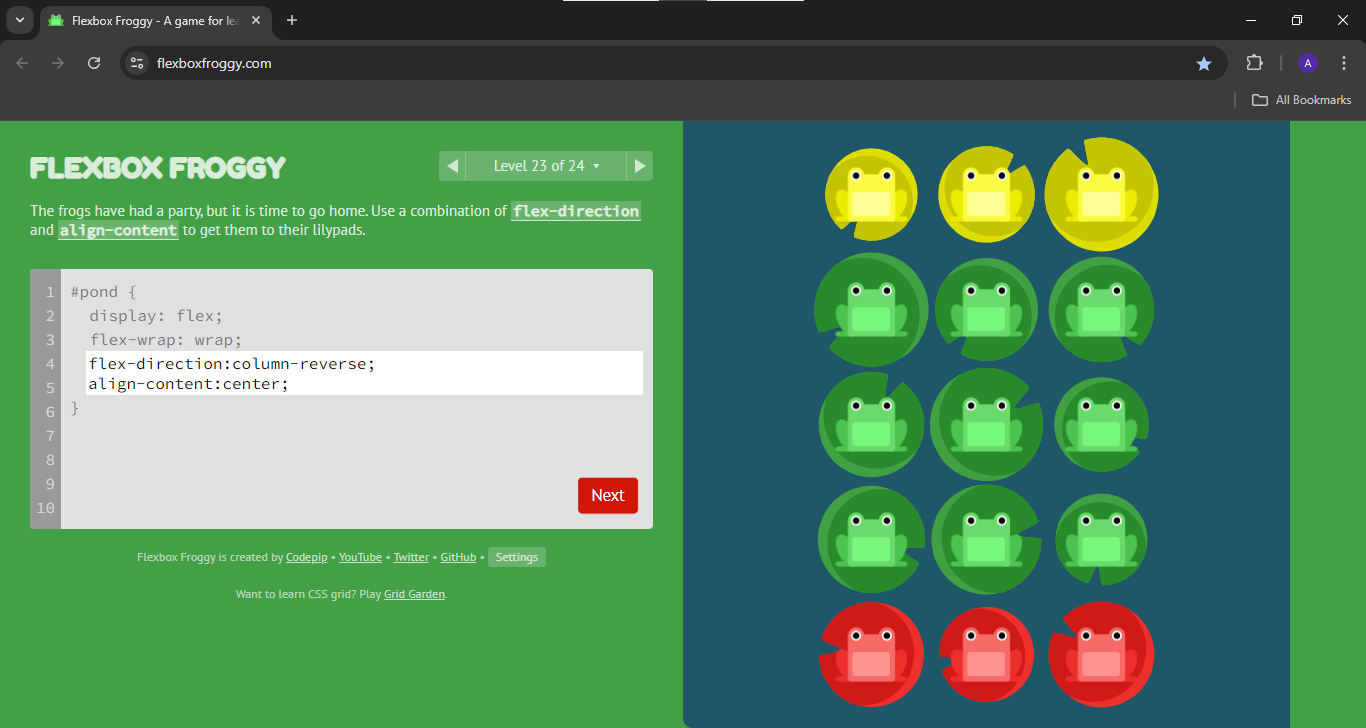 Flexbox Froggy - A game for le
flexboxfroggy.com
A
All Bookmarks
FLEXBOX FROGGY
Level 23 of 24
The frogs have had a party, but it is time to go home. Use a combination of flex-direction
and align-content to get them to their lilypads.
1 #pond {
2 display: flex;
3 flex-wrap: wrap;
4 flex-direction:column-reverse;
5 align-content:center;
6 }
7
8
9
10
Next
Flexbox Froggy is created by Codepip • YouTube • Twitter • GitHub • Settings
Want to learn CSS grid? Play Grid Garden.